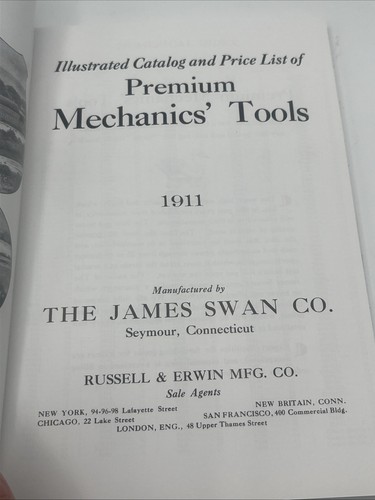 Illustrated Catalog and Price List of
Premium
Mechanics' Tools
1911
Manufactured by
THE JAMES SWAN CO.
Seymour, Connecticut
RUSSELL & ERWIN MFG. CO.
Sale Agents
NEW YORK, 94-96-98 Lafayette Street NEW BRITAIN, CONN.
CHICAGO, 22 Lake Street SAN FRANCISCO, 400 Commercial Bldg.
LONDON, ENG., 48 Upper Thames Street